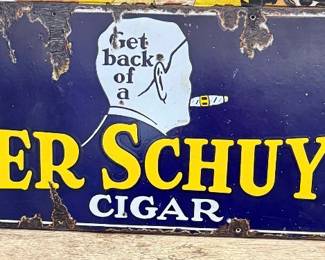 Get
back
of
a
ER SCHUY
CIGAR